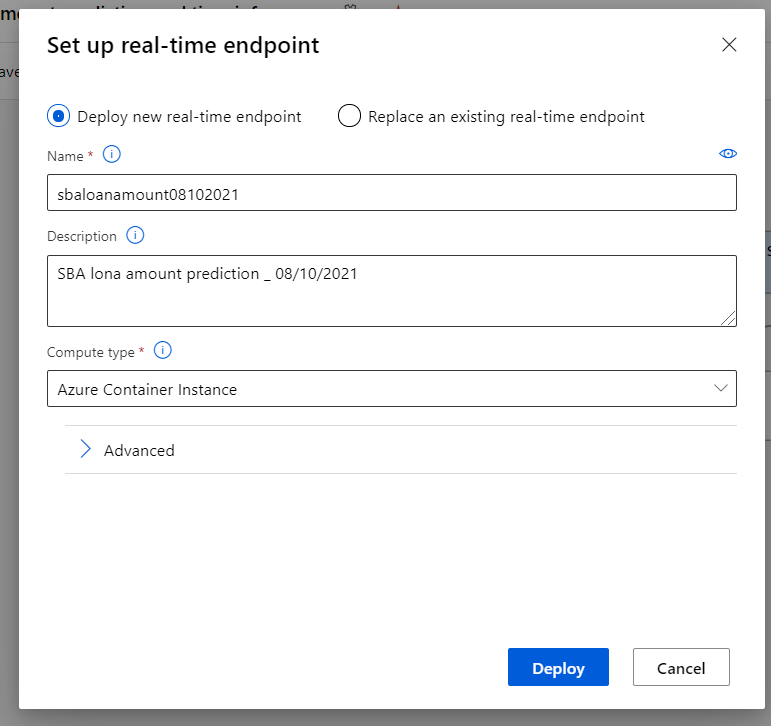 Set up real-time endpoint
Deploy new real-time endpoint
Replace an existing real-time endpoint
Name *
sbaloanamount08102021
Description
SBA lona amount prediction _ 08/10/2021
Compute type *
Azure Container Instance
Advanced
Deploy
Cancel